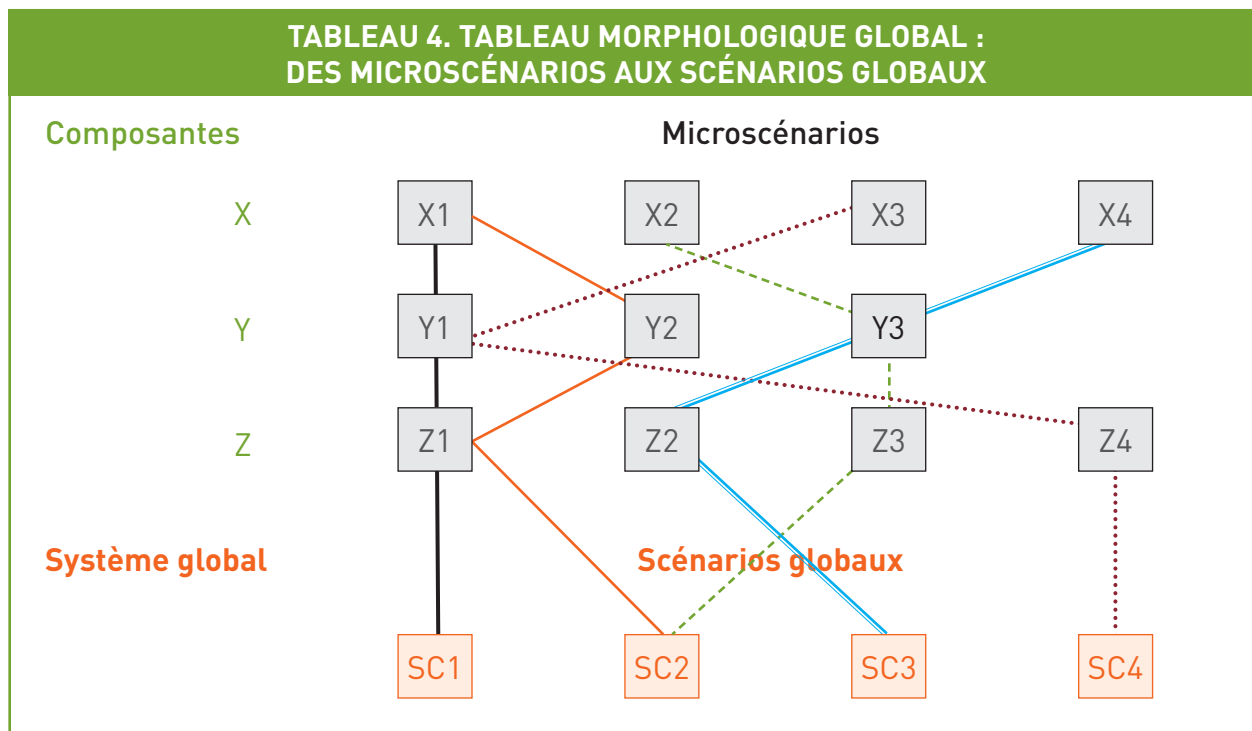 TABLEAU 4. TABLEAU MORPHOLOGIQUE GLOBAL :
DES MICROSCÉNARIOS AUX SCÉNARIOS GLOBAUX
Composantes Microscénarios
X X1 X2 X3 X4
Y Y1 Y2 Y3
Z Z1 Z2 Z3 Z4
Système global Scénarios globaux
SC1 SC2 SC3 SC4